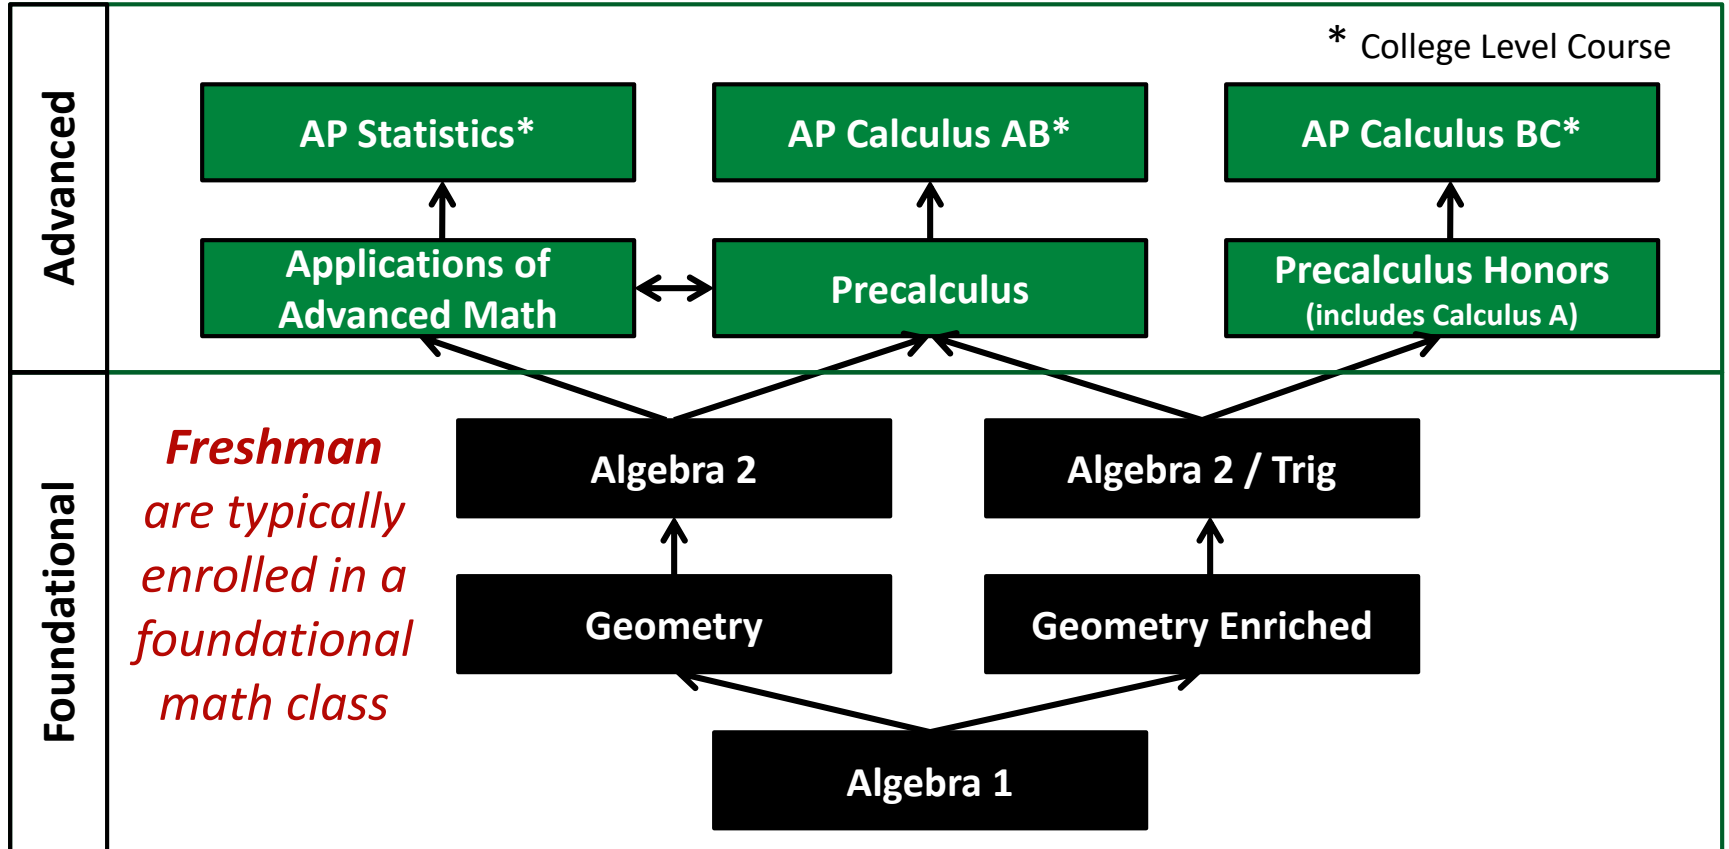 Advanced
* College Level Course
AP Statistics*
AP Calculus AB*
AP Calculus BC*
Applications of
Advanced Math
Precalculus
Precalculus Honors
(includes Calculus A)
Foundational
Freshman
are typically
enrolled in a
foundational
math class
Algebra 2
Algebra 2 / Trig
Geometry
Geometry Enriched
Algebra 1